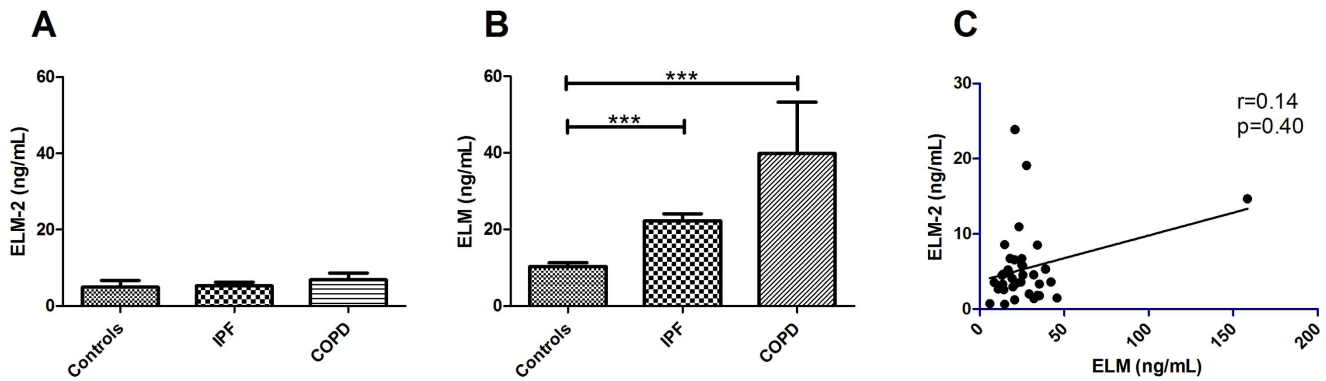 A
ELM-2 (ng/mL)
60
40
20
0
Controls
IPF
COPD
B
ELM (ng/mL)
60
40
20
0
***
***
Controls
IPF
COPD
C
ELM-2 (ng/mL)
30
20
10
0
r=0.14
p=0.40
0
50
100
150
200
ELM (ng/mL)